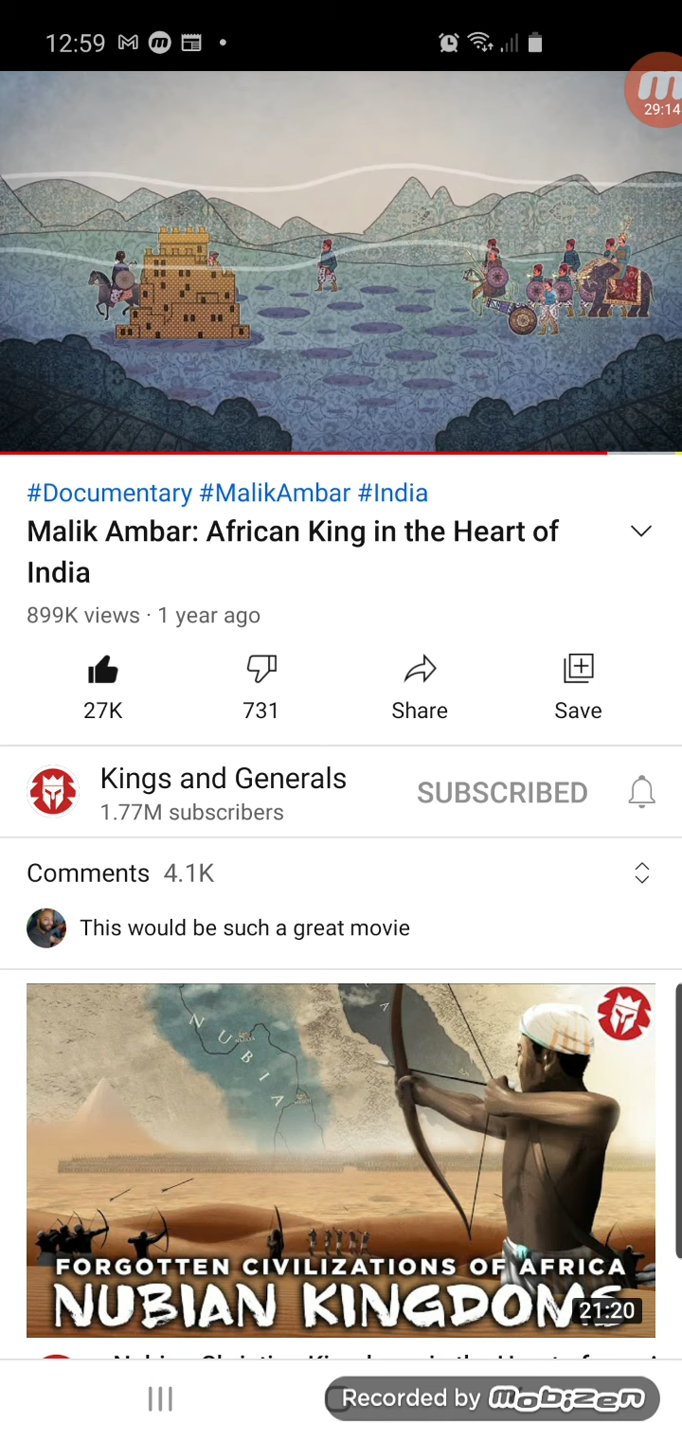 12:59
29:14
#Documentary #MalikAmbar #India
Malik Ambar: African King in the Heart of
India
899K views · 1 year ago
27K
731
Share
Save
Kings and Generals
1.77M subscribers
SUBSCRIBED
Comments 4.1K
This would be such a great movie
NUBIA
FORGOTTEN CIVILIZATIONS OF AFRICA
NUBIAN KINGDOMS
21:20
Recorded by mobizen